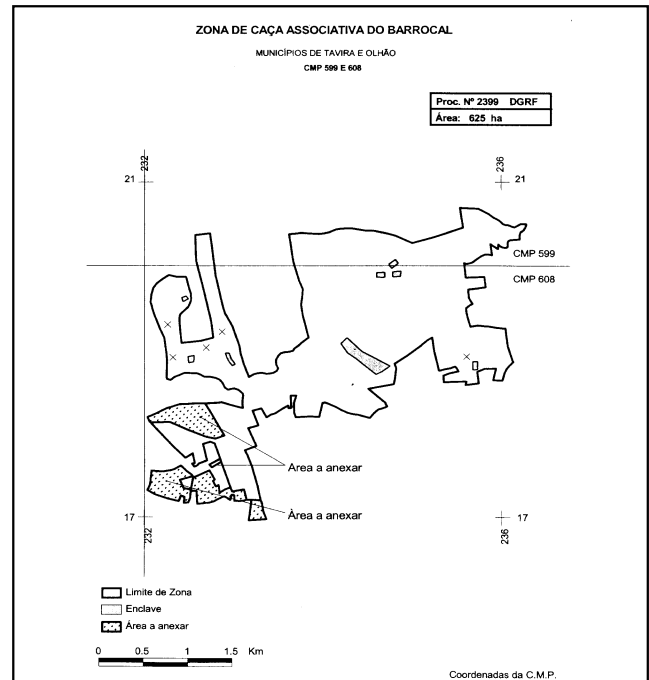 ZONA DE CAÇA ASSOCIATIVA DO BARROCAL
MUNICÍPIOS DE TAVIRA E OLHÃO
CMP 599 E 608
Proc. Nº 2399 DGRF
Área: 625 ha
232
236
21
21
CMP 599
CMP 608
Área a anexar
Área a anexar
17
232
236
17
Limite de Zona
Enclave
Área a anexar
0 0.5 1 1.5 Km
Coordenadas da C.M.P.